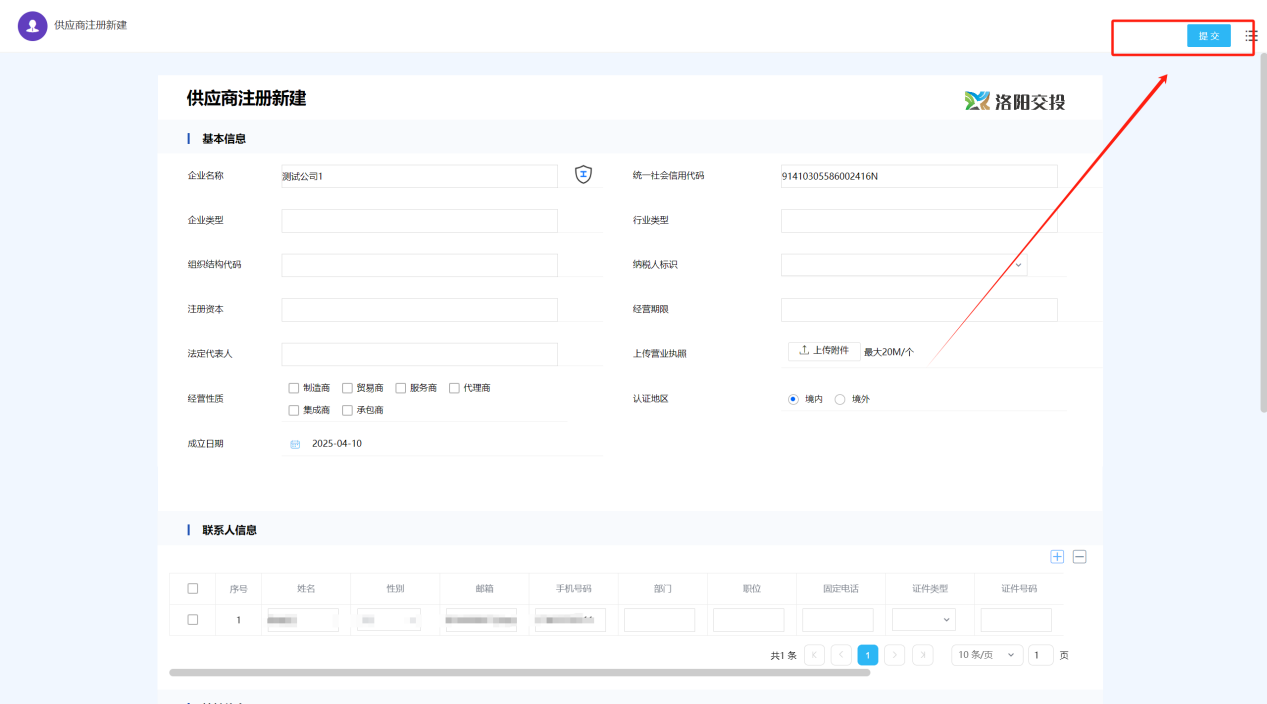 供应商注册新建
提 交
供应商注册新建
洛阳交投
基本信息
企业名称 测试公司1 统一社会信用代码 91410305586002416N
企业类型 行业类型
组织结构代码 纳税人标识
注册资本 经营期限
法定代表人 上传营业执照 上传附件 最大20M/个
经营性质 制造商 贸易商 服务商 代理商 认证地区 境内 境外
集成商 承包商
成立日期 2025-04-10
联系人信息
序号 姓名 性别 邮箱 手机号码 部门 职位 固定电话 证件类型 证件号码
1
共1 条 1 10 条/页 1 页